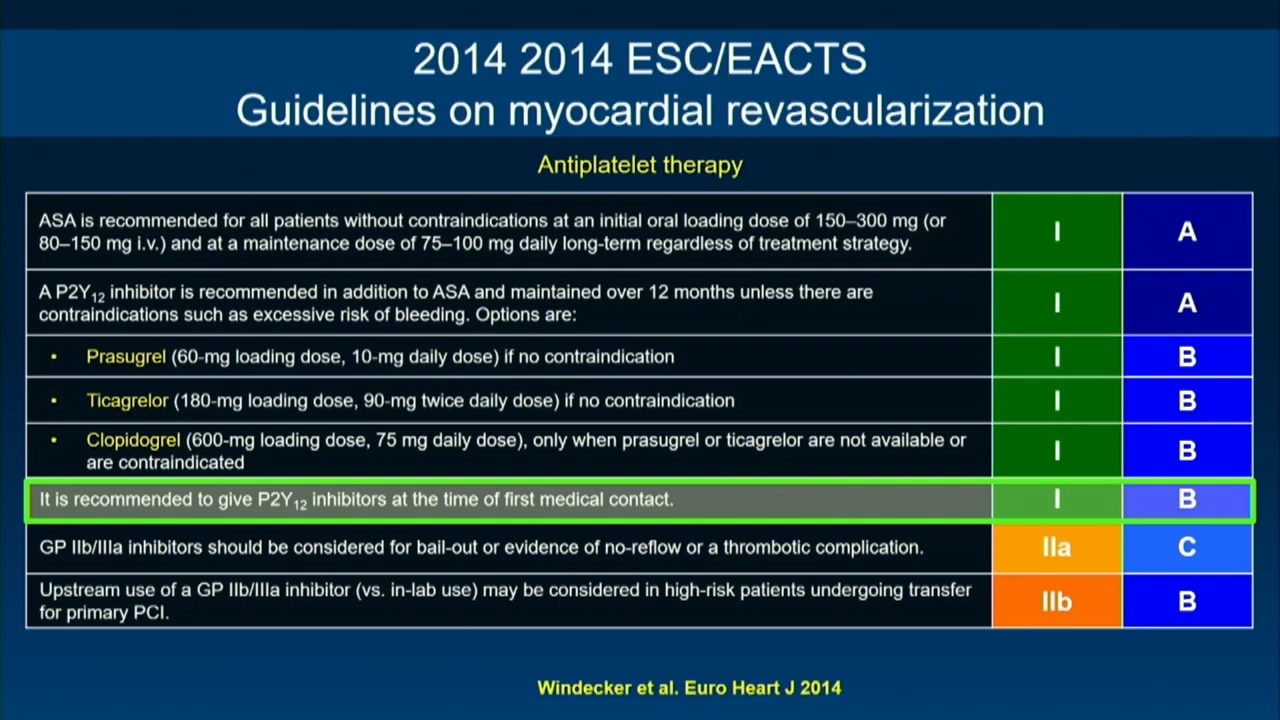 2014 2014 ESC/EACTS
Guidelines on myocardial revascularization
Antiplatelet therapy
ASA is recommended for all patients without contraindications at an initial oral loading dose of 150–300 mg (or
80–150 mg i.v.) and at a maintenance dose of 75–100 mg daily long-term regardless of treatment strategy.
I
A
A P2Y12 inhibitor is recommended in addition to ASA and maintained over 12 months unless there are
contraindications such as excessive risk of bleeding. Options are:
I
A
• Prasugrel (60-mg loading dose, 10-mg daily dose) if no contraindication
I
B
• Ticagrelor (180-mg loading dose, 90-mg twice daily dose) if no contraindication
I
B
• Clopidogrel (600-mg loading dose, 75 mg daily dose), only when prasugrel or ticagrelor are not available or
are contraindicated
I
B
It is recommended to give P2Y12 inhibitors at the time of first medical contact.
I
B
GP IIb/IIIa inhibitors should be considered for bail-out or evidence of no-reflow or a thrombotic complication.
IIa
C
Upstream use of a GP IIb/IIIa inhibitor (vs. in-lab use) may be considered in high-risk patients undergoing transfer
for primary PCI.
IIb
B
Windecker et al. Euro Heart J 2014